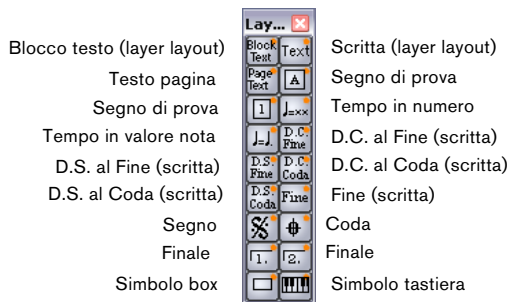 Lay...
Blocco testo (layer layout) Block Text Text Scritta (layer layout)
Testo pagina Page Text A Segno di prova
Segno di prova 1 ♩=×× Tempo in numero
Tempo in valore nota ♩=♩. D.C. Fine D.C. al Fine (scritta)
D.S. al Fine (scritta) D.S. Fine D.C. Coda D.C. al Coda (scritta)
D.S. al Coda (scritta) D.S. Coda Fine Fine (scritta)
Segno Coda
Finale 1. 2. Finale
Simbolo box Simbolo tastiera